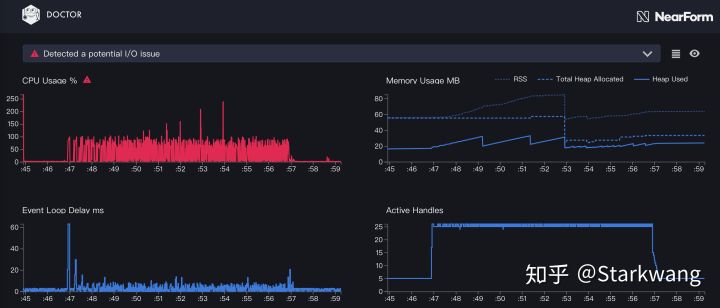 DOCTOR
NearForm
Detected a potential I/O issue
CPU Usage %
250
200
150
100
50
0
:45 :46 :47 :48 :49 :50 :51 :52 :53 :54 :55 :56 :57 :58 :59
Memory Usage MB
RSS Total Heap Allocated Heap Used
80
60
40
20
0
:45 :46 :47 :48 :49 :50 :51 :52 :53 :54 :55 :56 :57 :58 :59
Event Loop Delay ms
60
40
20
0
:45 :46 :47 :48 :49 :50 :51 :52 :53 :54 :55 :56 :57 :58 :59
Active Handles
25
20
15
10
5
0
:45 :46 :47 :48 :49 :50 :51 :52 :53 :54 :55 :56 :57 :58 :59
知乎 @Starkwang